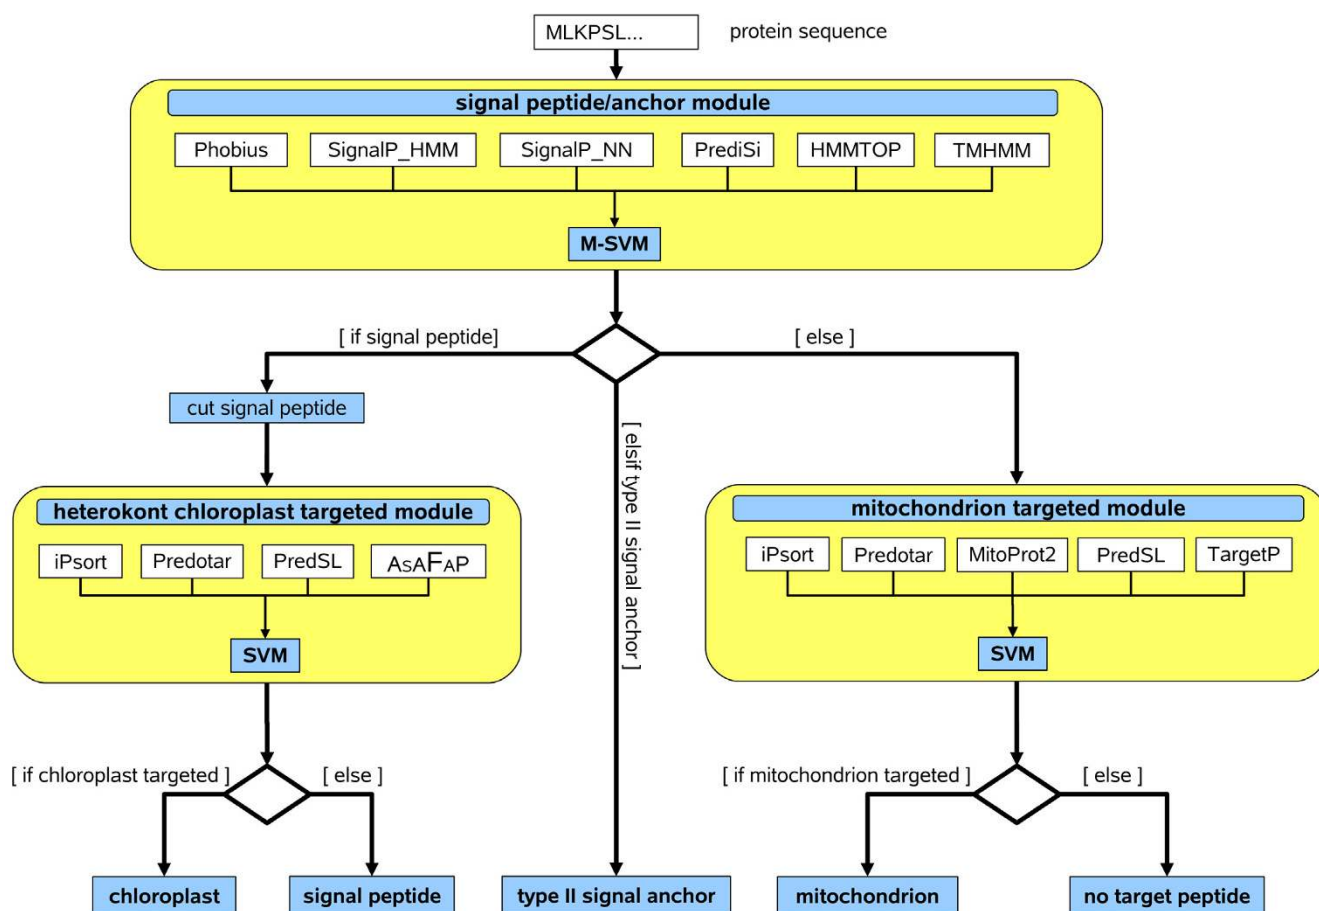 MLKPSL... protein sequence
signal peptide/anchor module
Phobius SignalP_HMM SignalP_NN PrediSi HMMTOP TMHMM
M-SVM
[ if signal peptide] [ else ]
cut signal peptide
[ elsif type II signal anchor ]
heterokont chloroplast targeted module
iPsort Predotar PredSL ASAFAP
SVM
[ if chloroplast targeted ] [ else ]
mitochondrion targeted module
iPsort Predotar MitoProt2 PredSL TargetP
SVM
[ if mitochondrion targeted ] [ else ]
chloroplast signal peptide type II signal anchor mitochondrion no target peptide